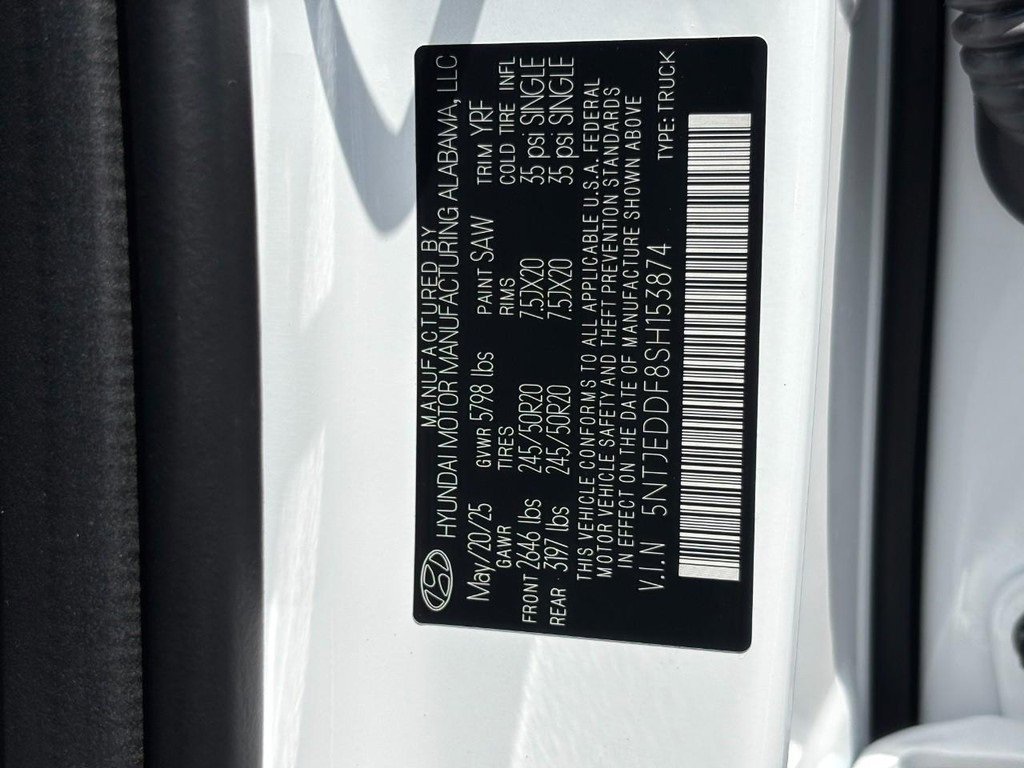 MANUFACTURED BY
HYUNDAI MOTOR MANUFACTURING ALABAMA, LLC
May/20/25 GVWR 5798 lbs PAINT SAW TRIM YRF
GAWR TIRES RIMS COLD TIRE INFL
FRONT 2646 lbs 245/50R20 7.5JX20 35 psi SINGLE
REAR 3197 lbs 245/50R20 7.5JX20 35 psi SINGLE
THIS VEHICLE CONFORMS TO ALL APPLICABLE U.S.A. FEDERAL
MOTOR VEHICLE SAFETY AND THEFT PREVENTION STANDARDS
IN EFFECT ON THE DATE OF MANUFACTURE SHOWN ABOVE
V.I.N 5NTJEDDF8SH153874 TYPE: TRUCK